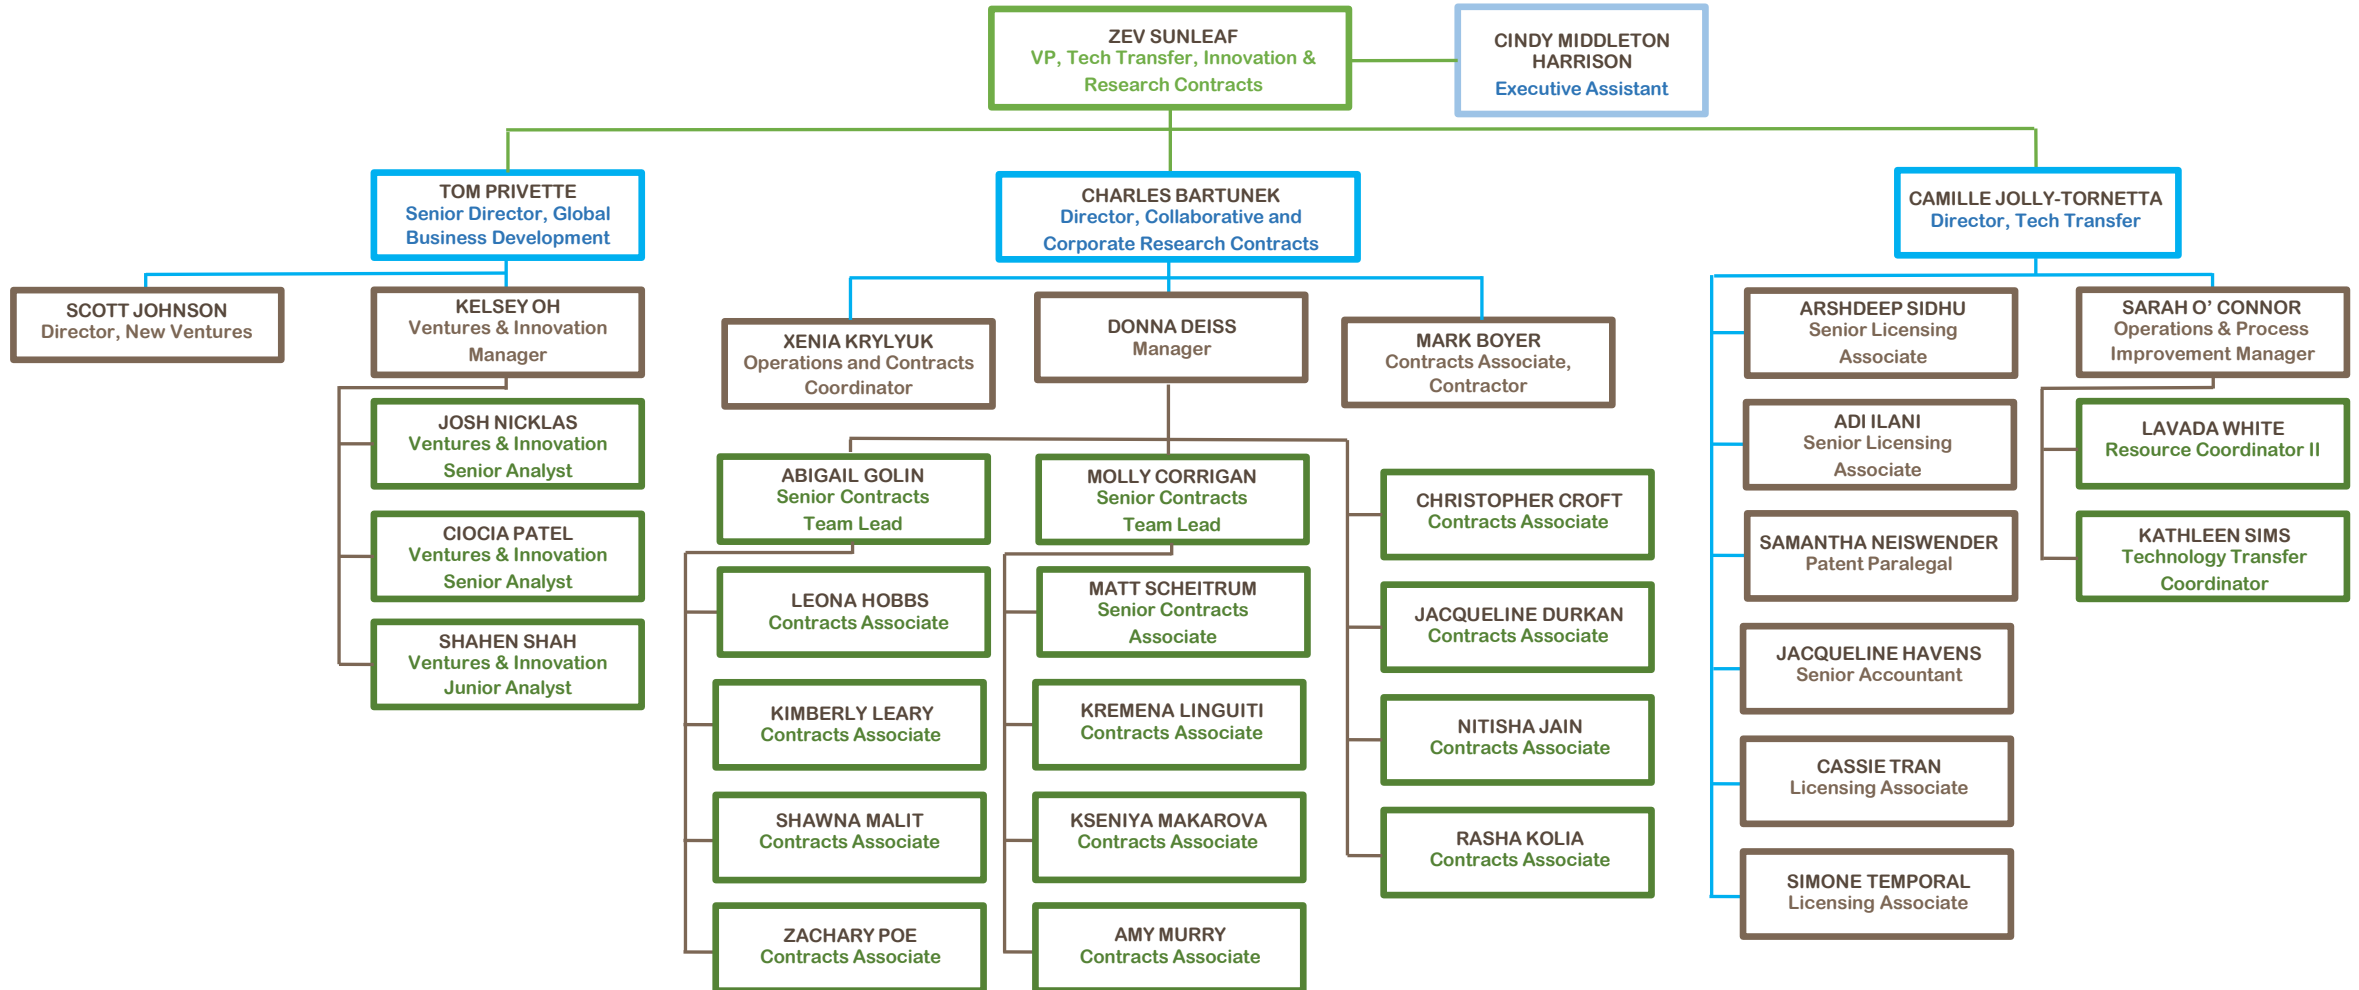 ZEV SUNLEAF
VP, Tech Transfer, Innovation &
Research Contracts
CINDY MIDDLETON
HARRISON
Executive Assistant
TOM PRIVETTE
Senior Director, Global
Business Development
CHARLES BARTUNEK
Director, Collaborative and
Corporate Research Contracts
CAMILLE JOLLY-TORNETTA
Director, Tech Transfer
SCOTT JOHNSON
Director, New Ventures
KELSEY OH
Ventures & Innovation
Manager
JOSH NICKLAS
Ventures & Innovation
Senior Analyst
CIOCIA PATEL
Ventures & Innovation
Senior Analyst
SHAHEN SHAH
Ventures & Innovation
Junior Analyst
XENIA KRYLYUK
Operations and Contracts
Coordinator
DONNA DEISS
Manager
MARK BOYER
Contracts Associate,
Contractor
ABIGAIL GOLIN
Senior Contracts
Team Lead
LEONA HOBBS
Contracts Associate
KIMBERLY LEARY
Contracts Associate
SHAWNA MALIT
Contracts Associate
ZACHARY POE
Contracts Associate
MOLLY CORRIGAN
Senior Contracts
Team Lead
MATT SCHEITRUM
Senior Contracts
Associate
KREMENA LINGUITI
Contracts Associate
KSENIYA MAKAROVA
Contracts Associate
AMY MURRY
Contracts Associate
CHRISTOPHER CROFT
Contracts Associate
JACQUELINE DURKAN
Contracts Associate
NITISHA JAIN
Contracts Associate
RASHA KOLIA
Contracts Associate
ARSHDEEP SIDHU
Senior Licensing
Associate
ADI ILANI
Senior Licensing
Associate
SAMANTHA NEISWENDER
Patent Paralegal
JACQUELINE HAVENS
Senior Accountant
CASSIE TRAN
Licensing Associate
SIMONE TEMPORAL
Licensing Associate
SARAH O' CONNOR
Operations & Process
Improvement Manager
LAVADA WHITE
Resource Coordinator II
KATHLEEN SIMS
Technology Transfer
Coordinator